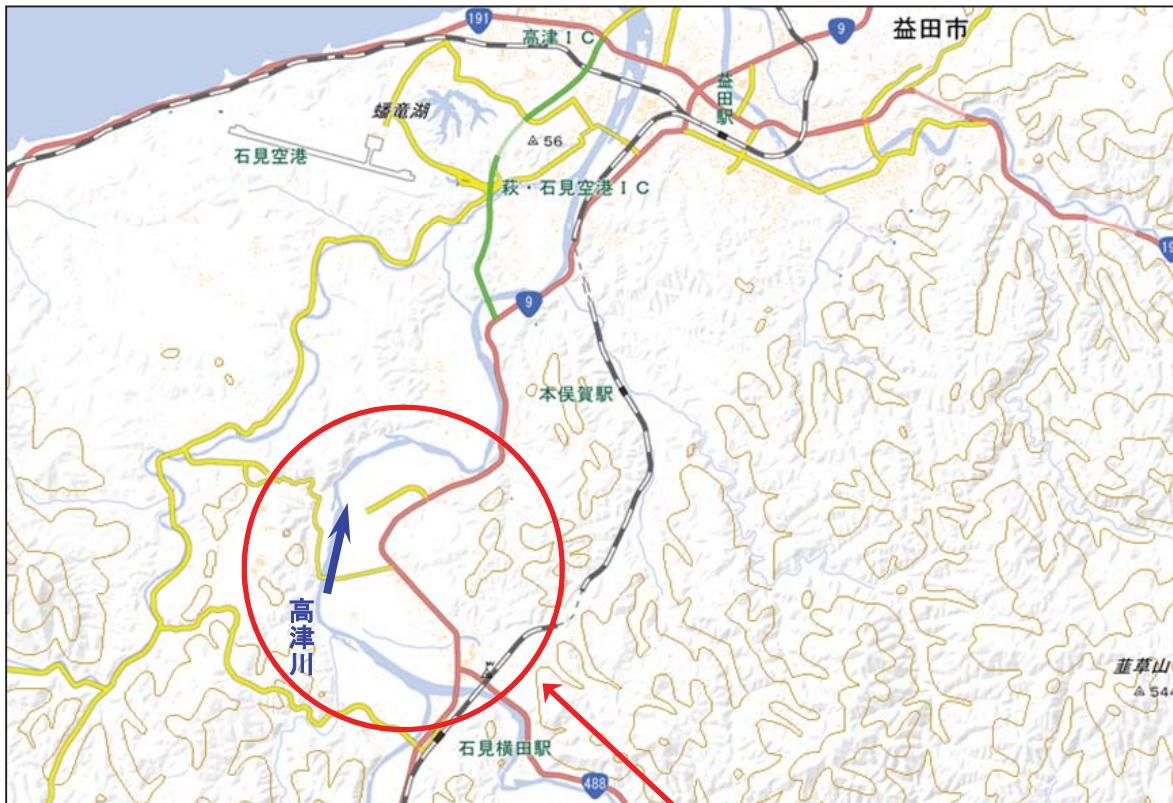 191
高津IC
9
益田市
蟠竜湖
益田駅
56
石見空港
萩・石見空港IC
19
9
本俣賀駅
高津川
韮草山
544
石見横田駅
488